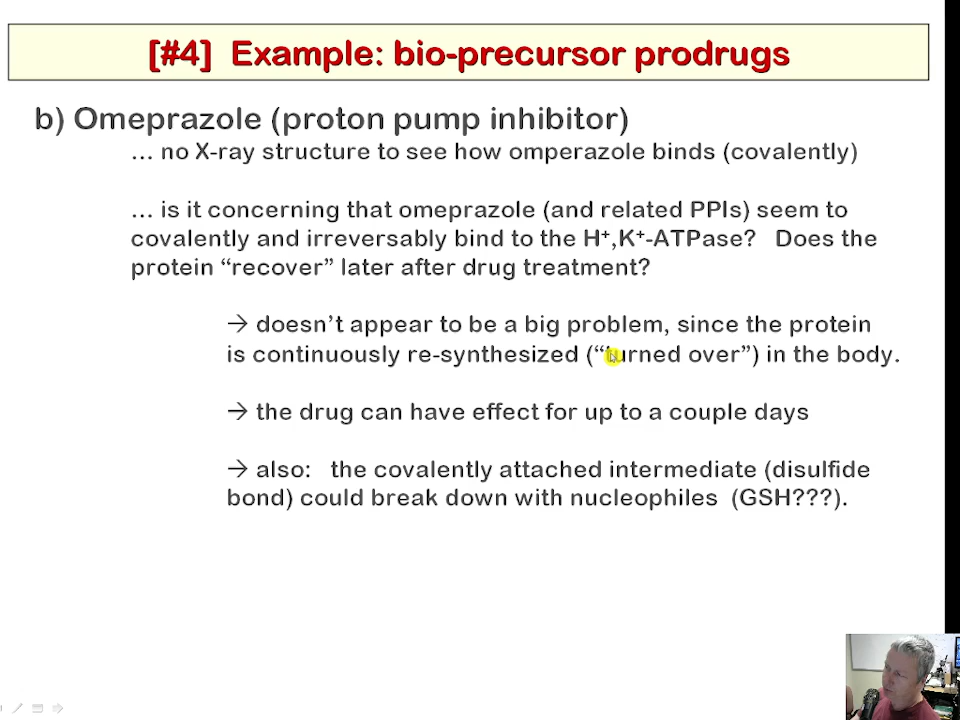 [#4] Example: bio-precursor prodrugs
b) Omeprazole (proton pump inhibitor)
... no X-ray structure to see how omperazole binds (covalently)
... is it concerning that omeprazole (and related PPIs) seem to
covalently and irreversably bind to the H⁺,K⁺-ATPase? Does the
protein “recover” later after drug treatment?
→ doesn’t appear to be a big problem, since the protein
is continuously re-synthesized (“turned over”) in the body.
→ the drug can have effect for up to a couple days
→ also: the covalently attached intermediate (disulfide
bond) could break down with nucleophiles (GSH???).